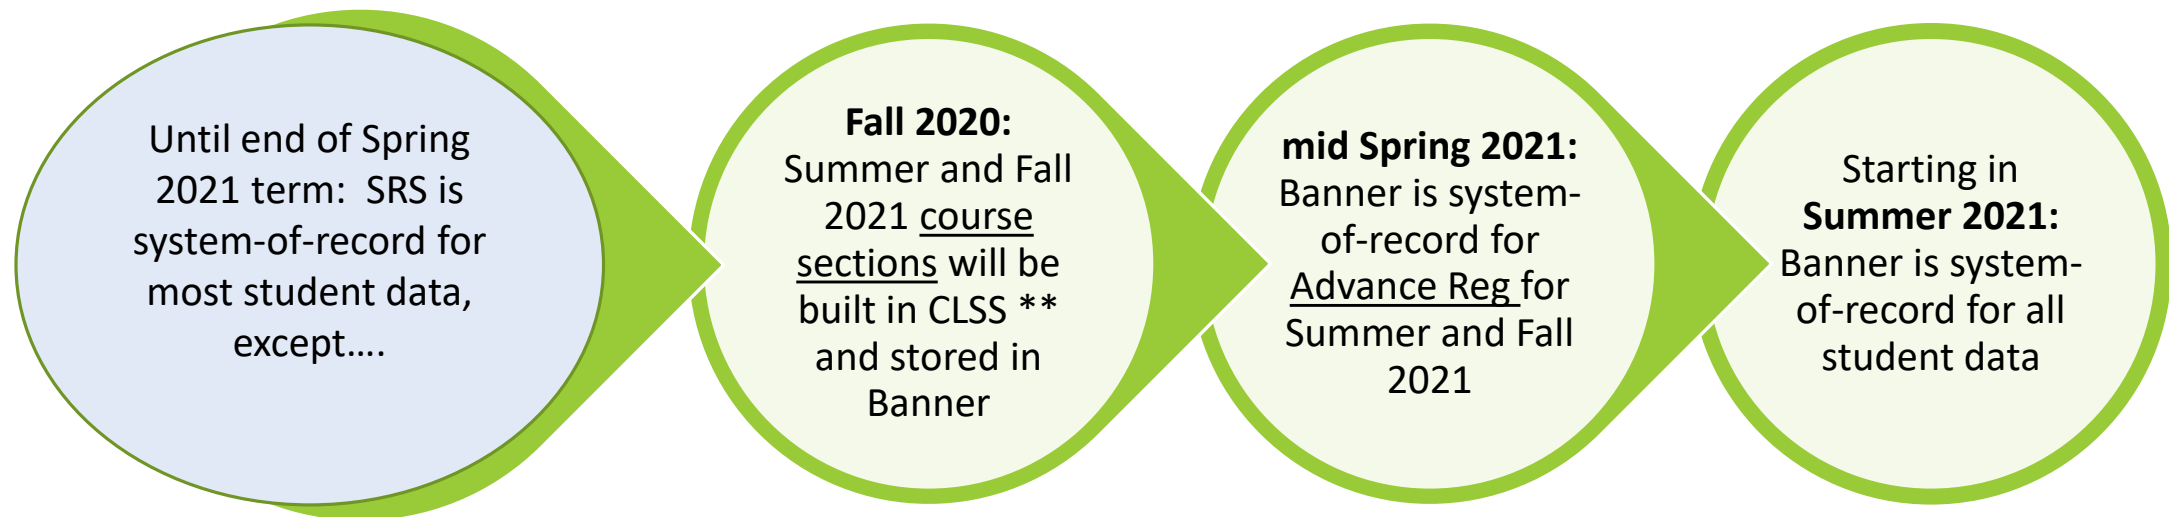 Until end of Spring
2021 term:  SRS is
system-of-record for
most student data,
except….
Fall 2020:
Summer and Fall
2021 course
sections will be
built in CLSS **
and stored in
Banner
mid Spring 2021:
Banner is system-
of-record for
Advance Reg for
Summer and Fall
2021
Starting in
Summer 2021:
Banner is system-
of-record for all
student data